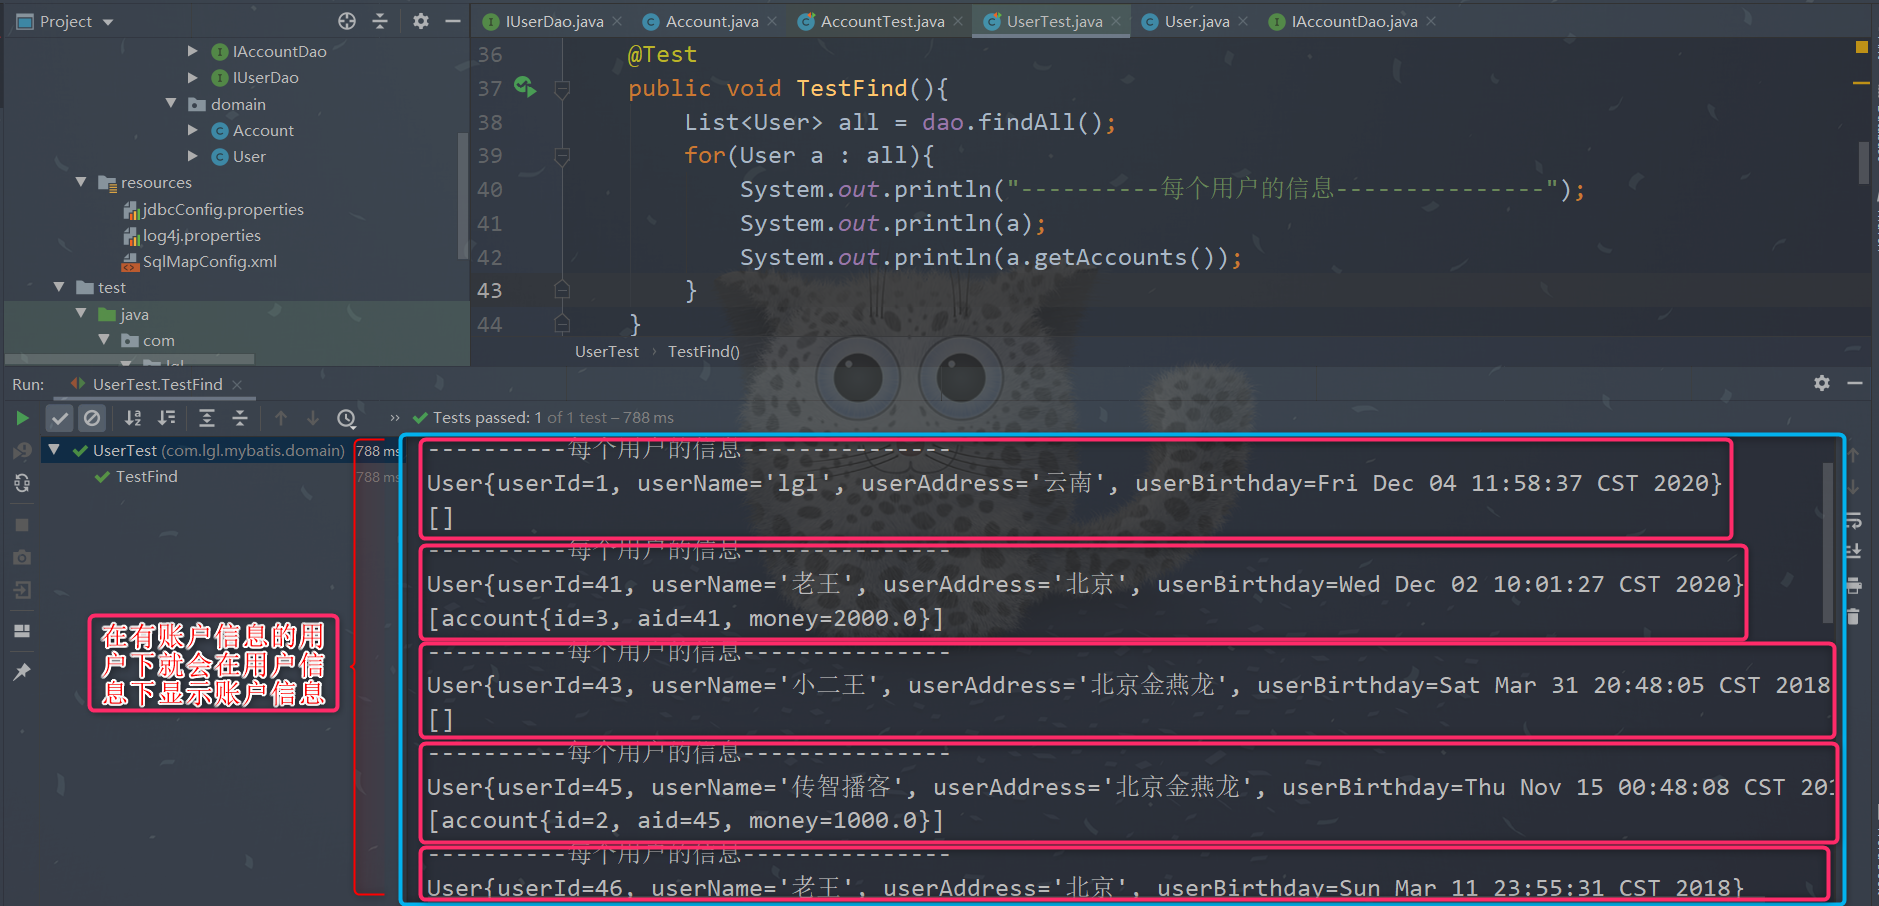 Project
IUserDao.java
Account.java
AccountTest.java
UserTest.java
User.java
IAccountDao.java
IAccountDao
IUserDao
domain
Account
User
resources
jdbcConfig.properties
log4j.properties
SqlMapConfig.xml
test
java
com
36 @Test
37 public void TestFind(){
38 List<User> all = dao.findAll();
39 for(User a : all){
40 System.out.println("----------每个用户的信息---------------");
41 System.out.println(a);
42 System.out.println(a.getAccounts());
43 }
44 }
UserTest › TestFind()
Run: UserTest.TestFind
» Tests passed: 1 of 1 test – 788 ms
UserTest (com.lgl.mybatis.domain) 788 ms
TestFind 788 ms
在有账户信息的用
户下就会在用户信
息下显示账户信息
----------每个用户的信息---------------
User{userId=1, userName='lgl', userAddress='云南', userBirthday=Fri Dec 04 11:58:37 CST 2020}
[]
----------每个用户的信息---------------
User{userId=41, userName='老王', userAddress='北京', userBirthday=Wed Dec 02 10:01:27 CST 2020}
[account{id=3, aid=41, money=2000.0}]
----------每个用户的信息---------------
User{userId=43, userName='小二王', userAddress='北京金燕龙', userBirthday=Sat Mar 31 20:48:05 CST 2018
[]
----------每个用户的信息---------------
User{userId=45, userName='传智播客', userAddress='北京金燕龙', userBirthday=Thu Nov 15 00:48:08 CST 201
[account{id=2, aid=45, money=1000.0}]
----------每个用户的信息---------------
User{userId=46, userName='老王', userAddress='北京', userBirthday=Sun Mar 11 23:55:31 CST 2018}